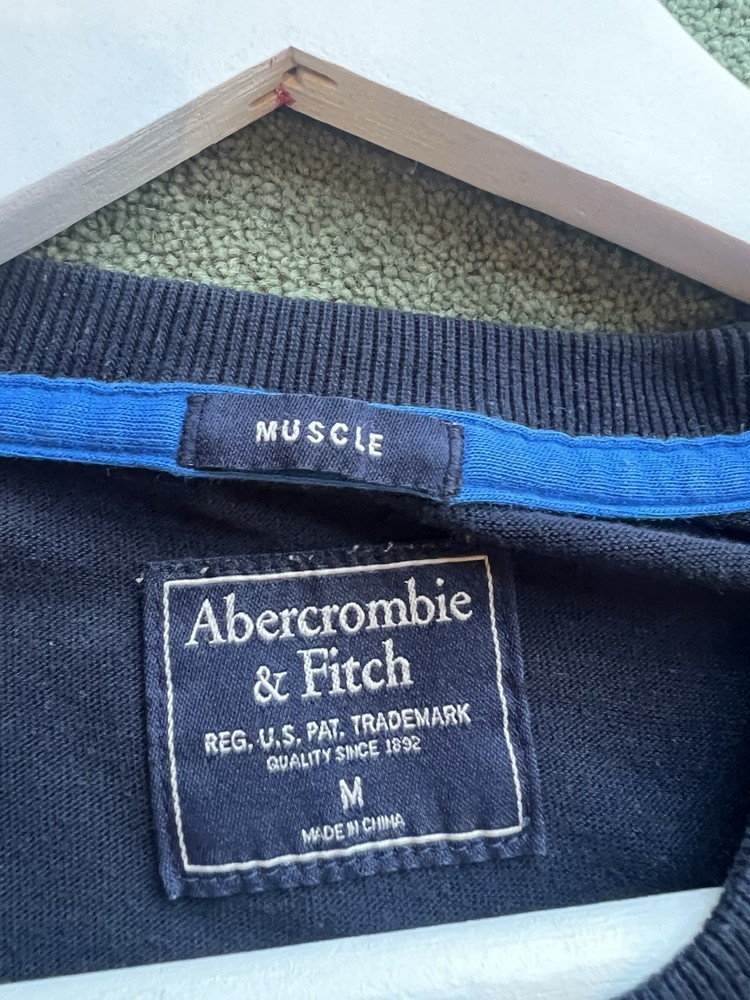 MUSCLE
Abercrombie
& Fitch
REG. U.S. PAT. TRADEMARK
QUALITY SINCE 1892
M
MADE IN CHINA